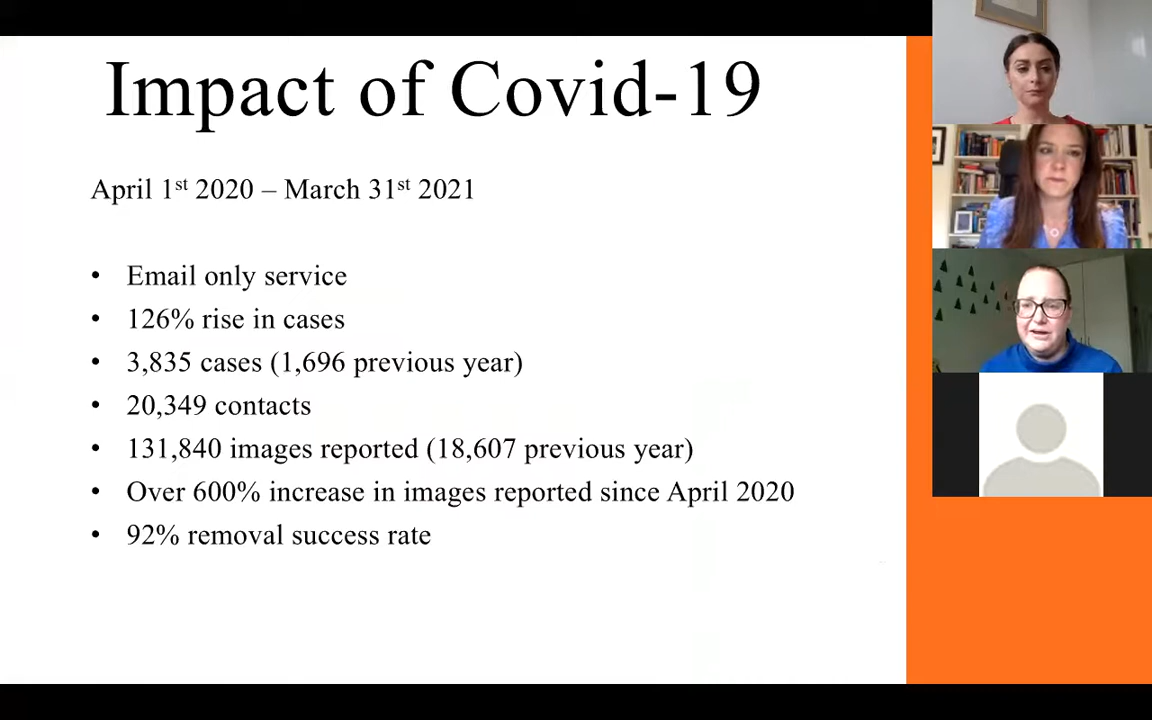 Impact of Covid-19
April 1st 2020 – March 31st 2021
• Email only service
• 126% rise in cases
• 3,835 cases (1,696 previous year)
• 20,349 contacts
• 131,840 images reported (18,607 previous year)
• Over 600% increase in images reported since April 2020
• 92% removal success rate